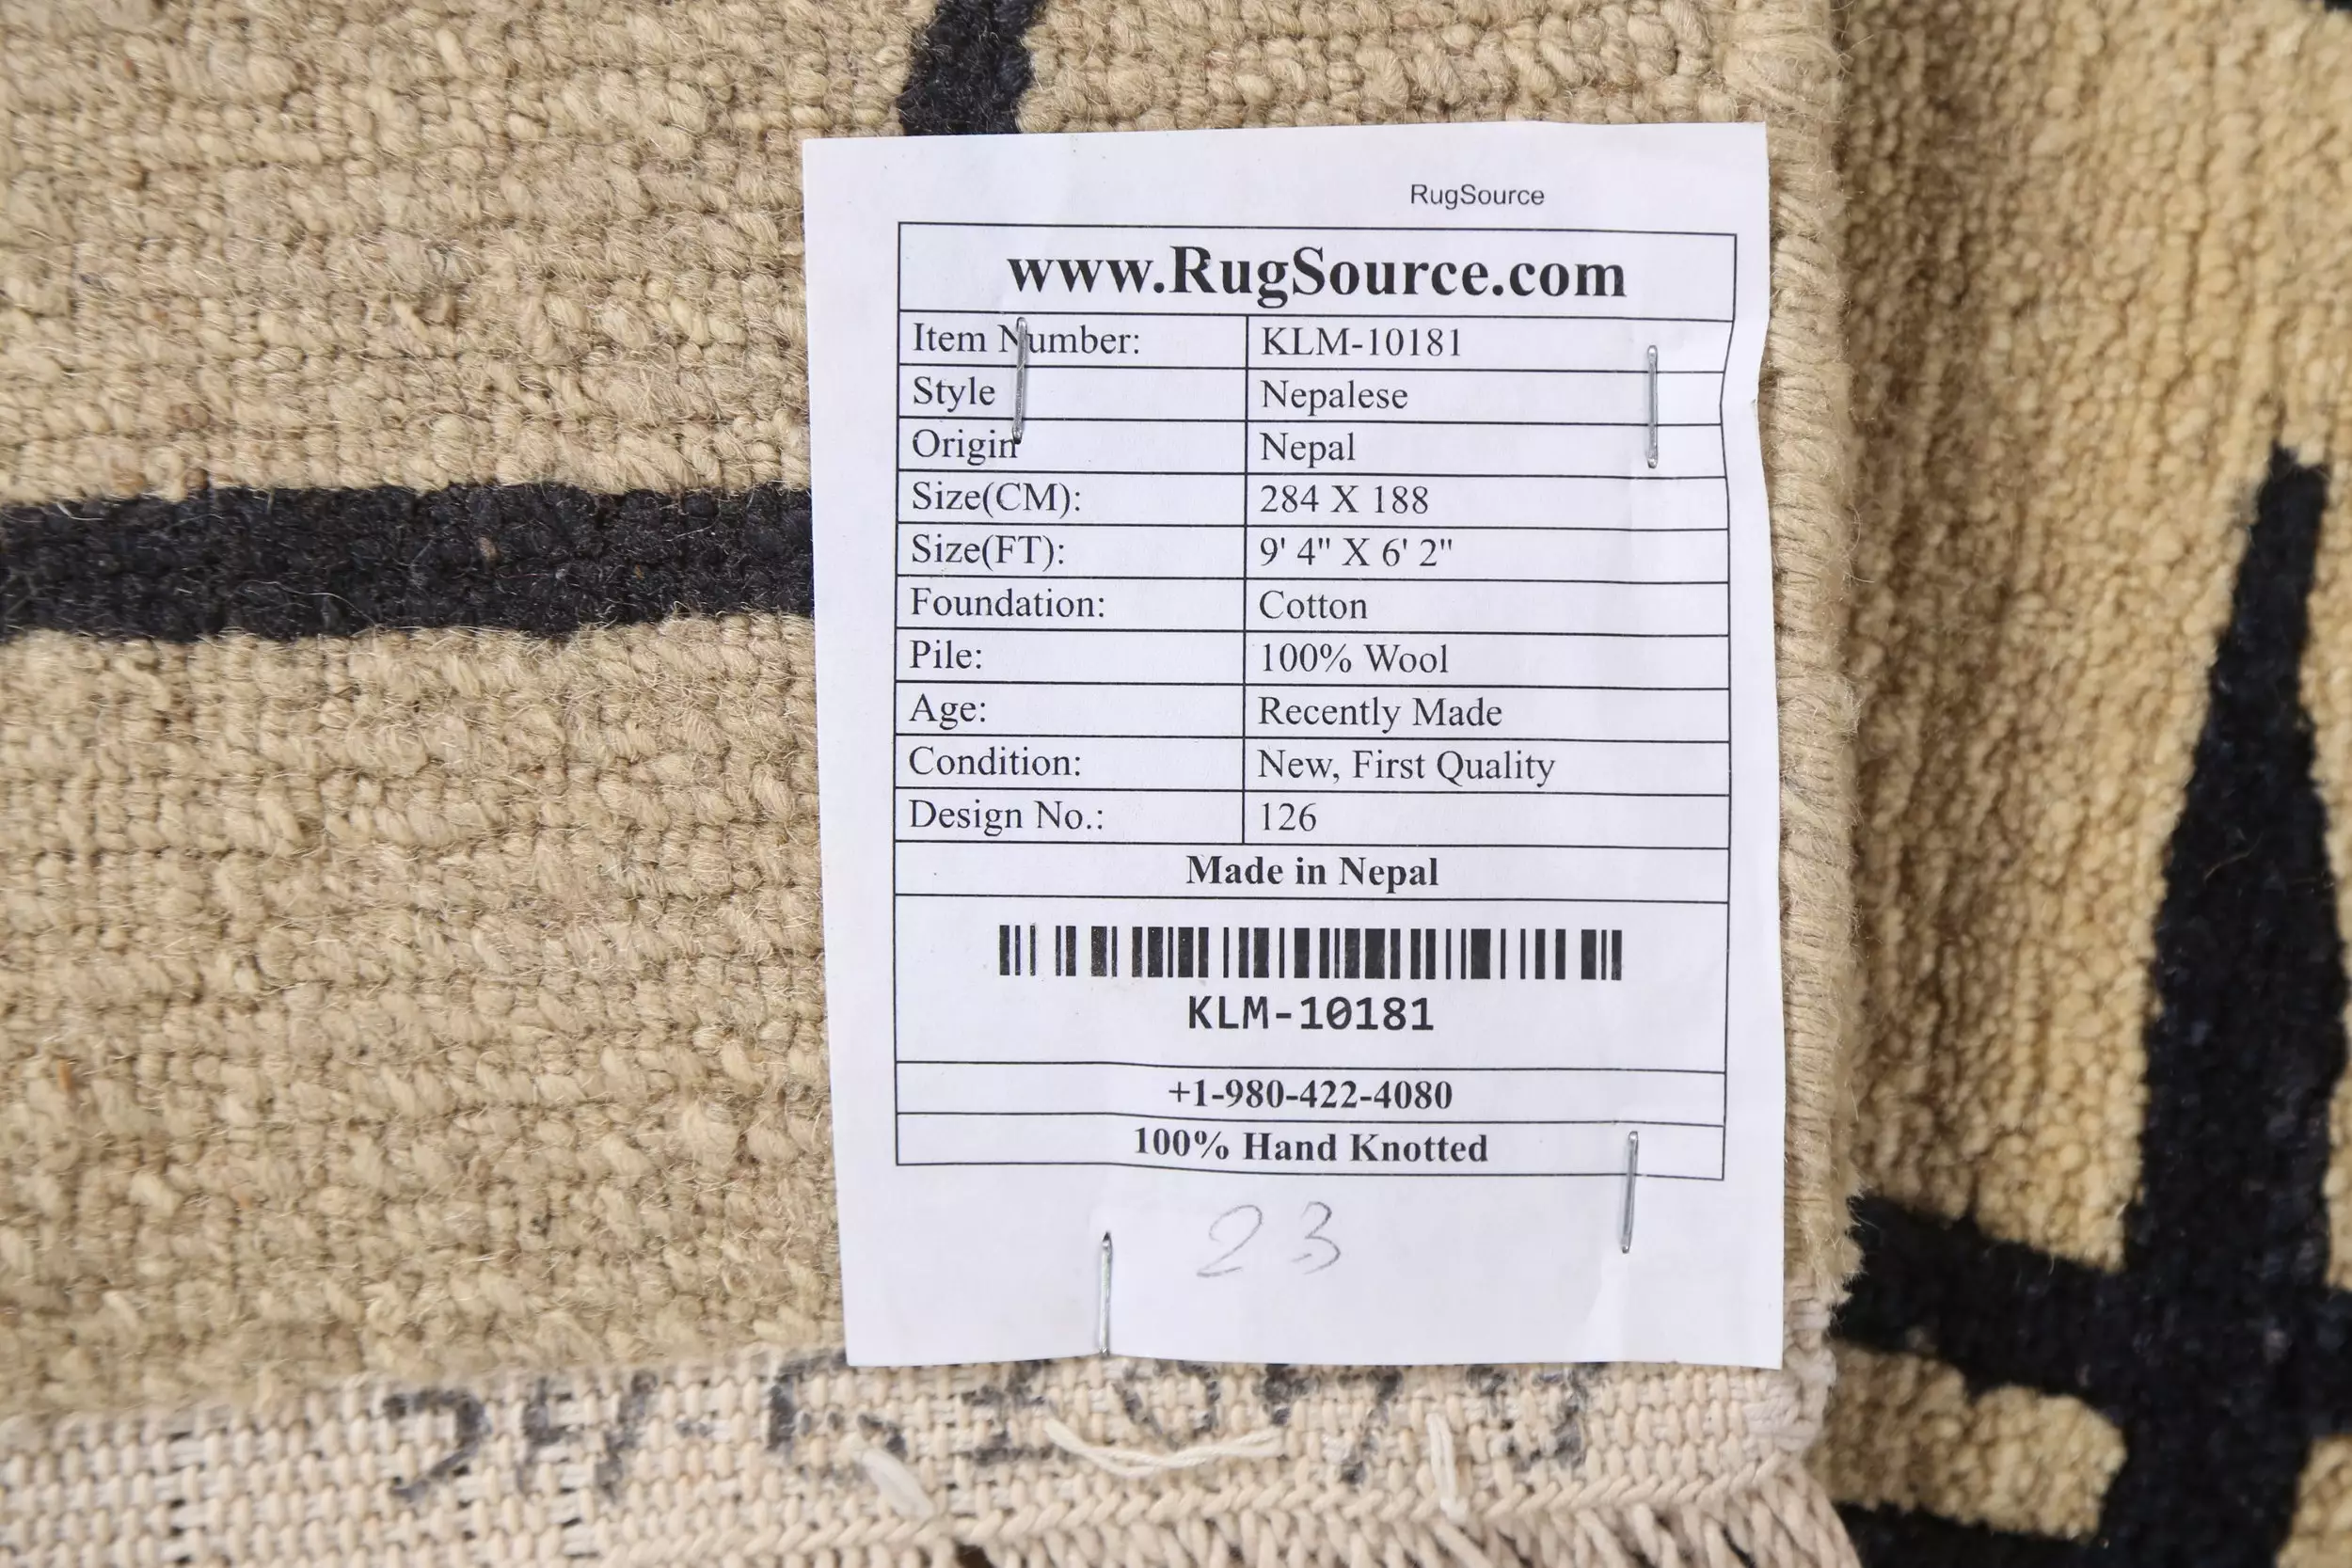 RugSource
www.RugSource.com
Item Number: KLM-10181
Style Nepalese
Origin Nepal
Size(CM): 284 X 188
Size(FT): 9' 4" X 6' 2"
Foundation: Cotton
Pile: 100% Wool
Age: Recently Made
Condition: New, First Quality
Design No.: 126
Made in Nepal
KLM-10181
+1-980-422-4080
100% Hand Knotted
23